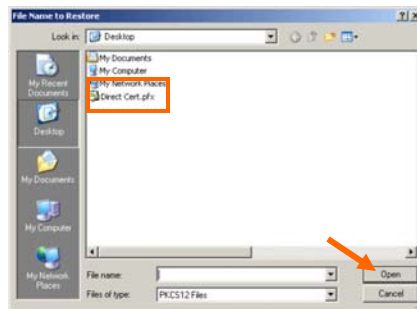 File Name to Restore
Look in:
Desktop
My Documents
My Computer
My Network Places
Direct Cert.pfx
My Recent
Documents
Desktop
My Documents
My Computer
My Network
Places
File name:
Open
Files of type:
PKCS12 Files
Cancel